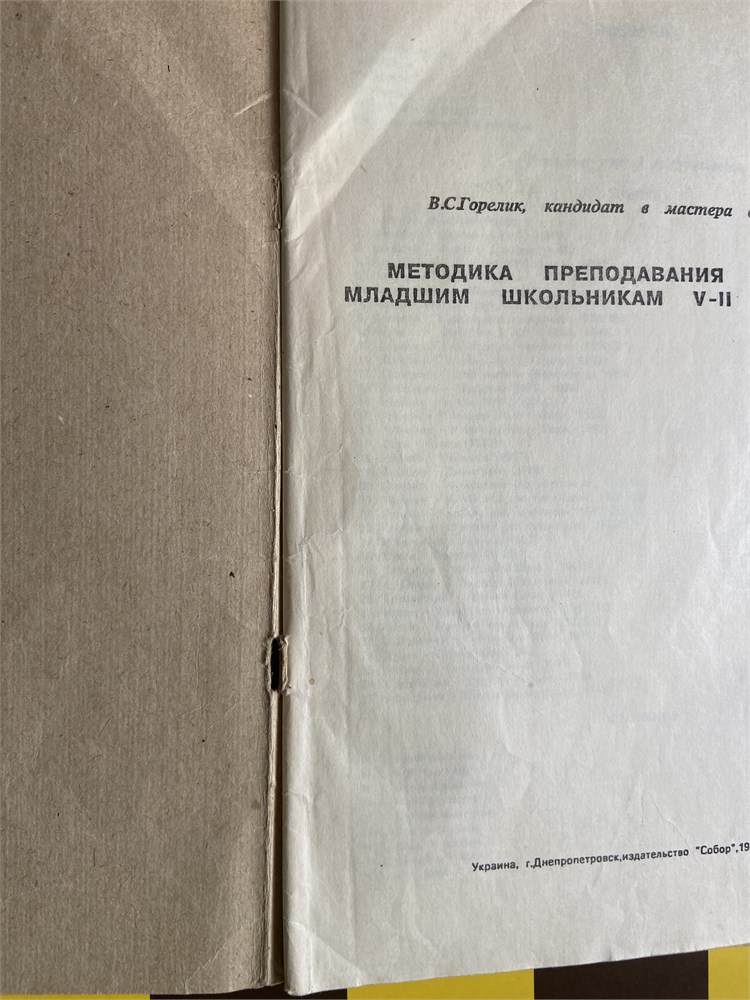 В.С.Горелик, кандидат в мастера
МЕТОДИКА ПРЕПОДАВАНИЯ
МЛАДШИМ ШКОЛЬНИКАМ V-II
Украина, г.Днепропетровск,издательство "Собор",19